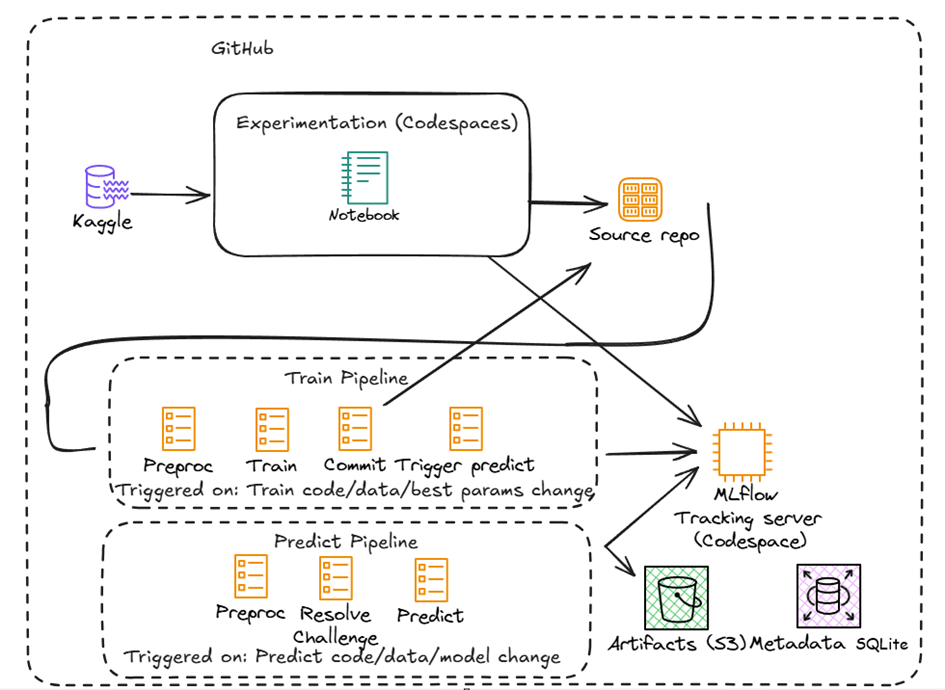 GitHub
Experimentation (Codespaces)
Notebook
Kaggle
Source repo
Train Pipeline
Preproc
Train
Commit
Trigger predict
Triggered on: Train code/data/best params change
MLflow
Tracking server
(Codespace)
Predict Pipeline
Preproc
Resolve
Challenge
Predict
Triggered on: Predict code/data/model change
Artifacts (S3)
Metadata SQLite